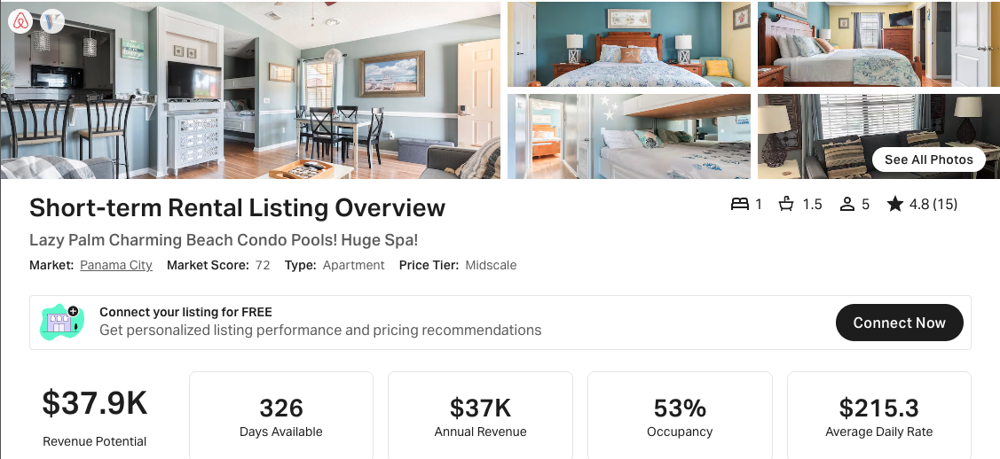 See All Photos
Short-term Rental Listing Overview
1 1.5 5 4.8 (15)
Lazy Palm Charming Beach Condo Pools! Huge Spa!
Market: Panama City Market Score: 72 Type: Apartment Price Tier: Midscale
Connect your listing for FREE
Get personalized listing performance and pricing recommendations
Connect Now
$37.9K
Revenue Potential
326
Days Available
$37K
Annual Revenue
53%
Occupancy
$215.3
Average Daily Rate